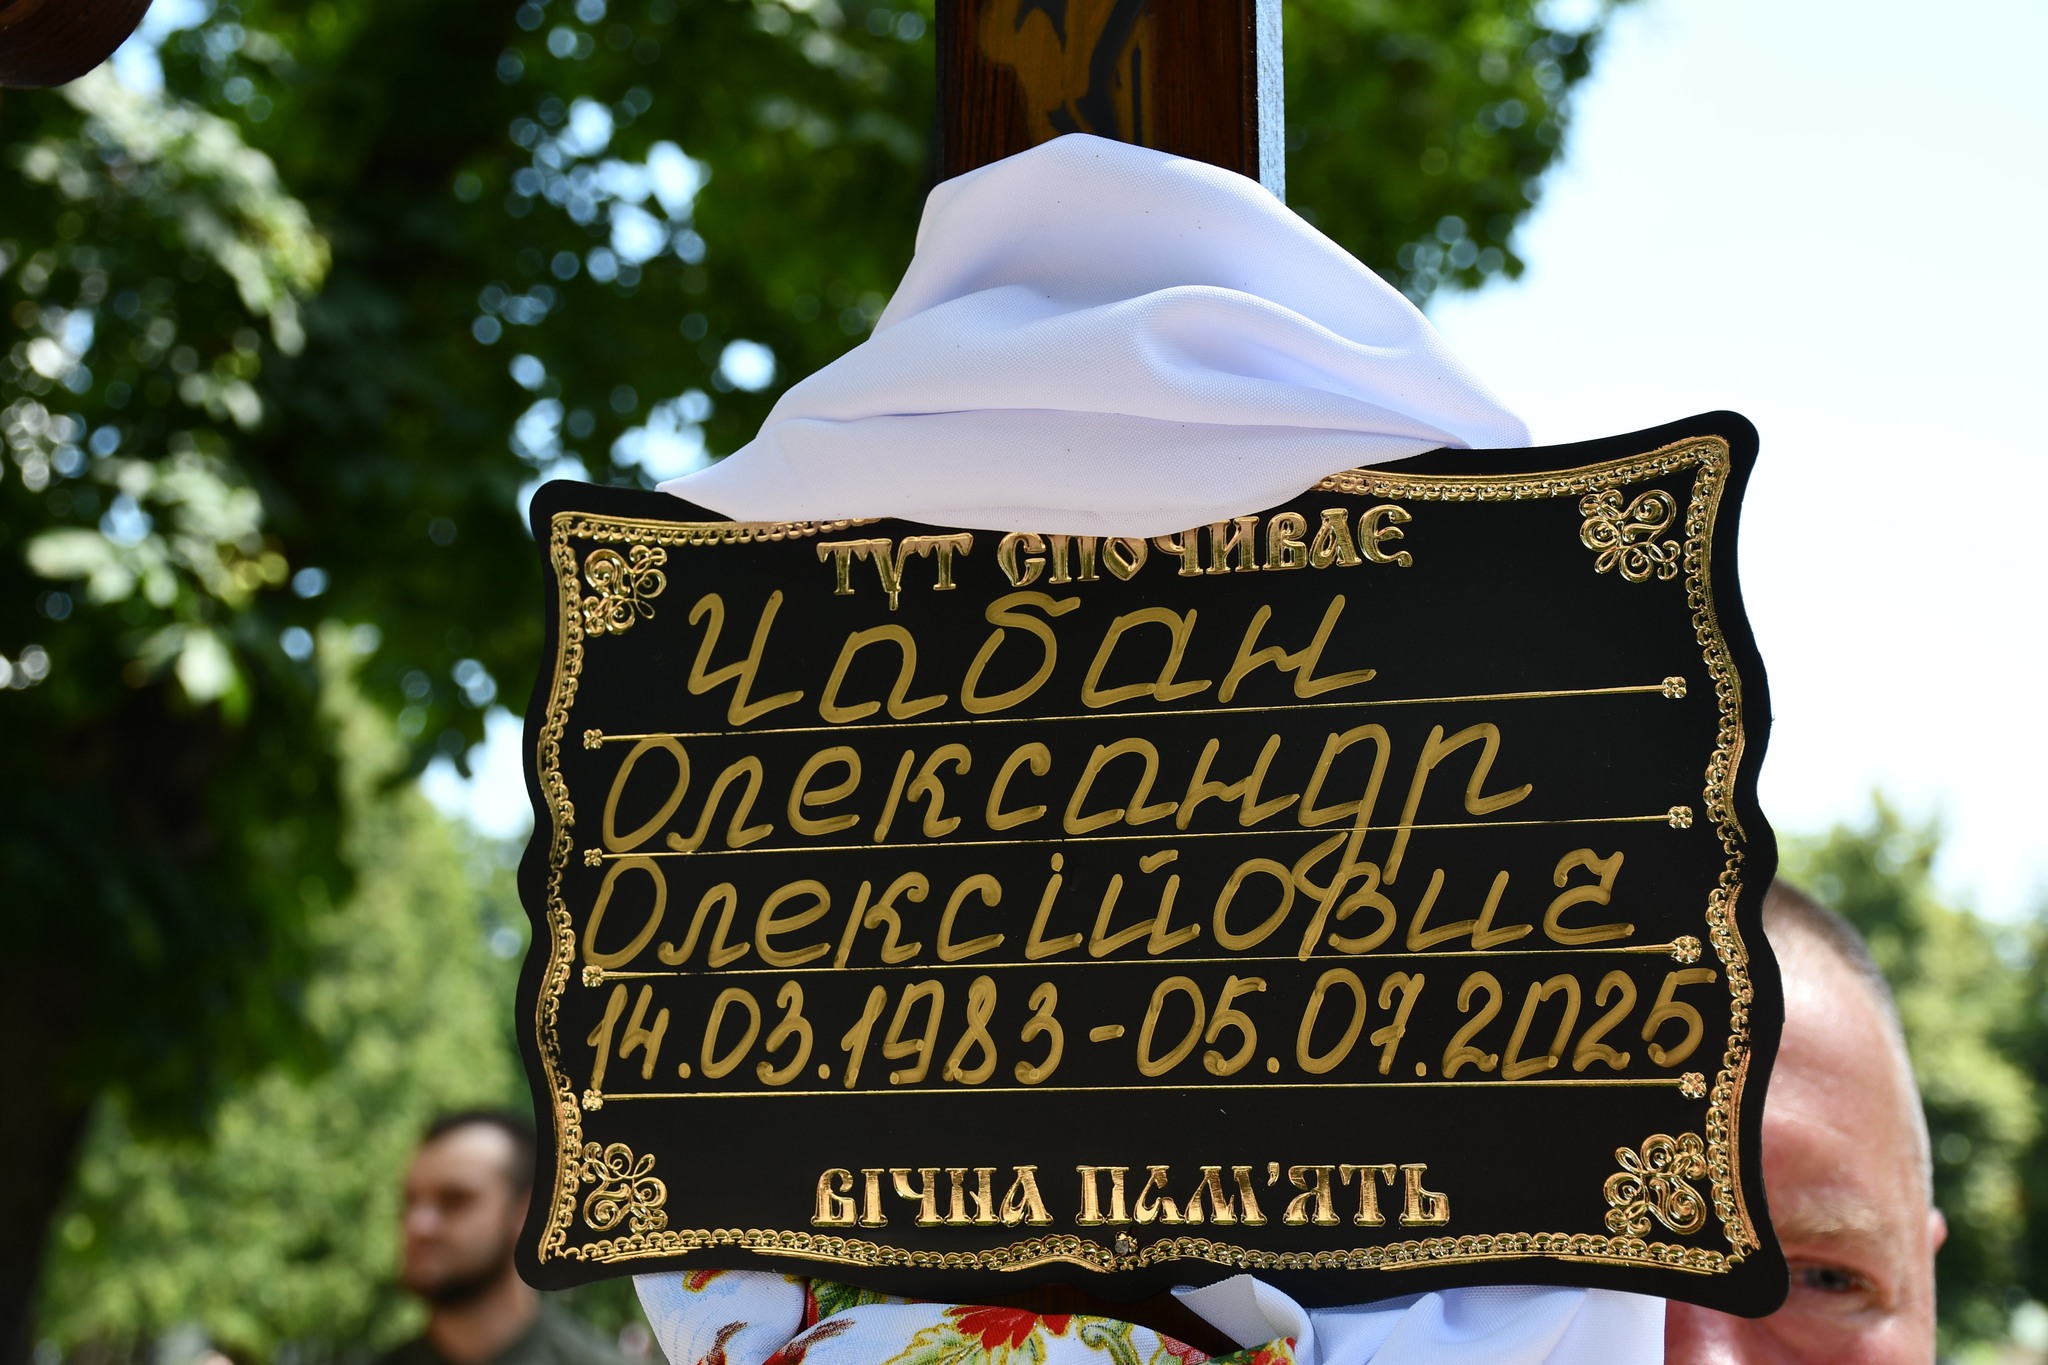 ТУТ СПОЧИВАЄ
Чабан
Олександр
Олексійович
14.03.1983-05.07.2025
ВІЧНА ПАМ'ЯТЬ